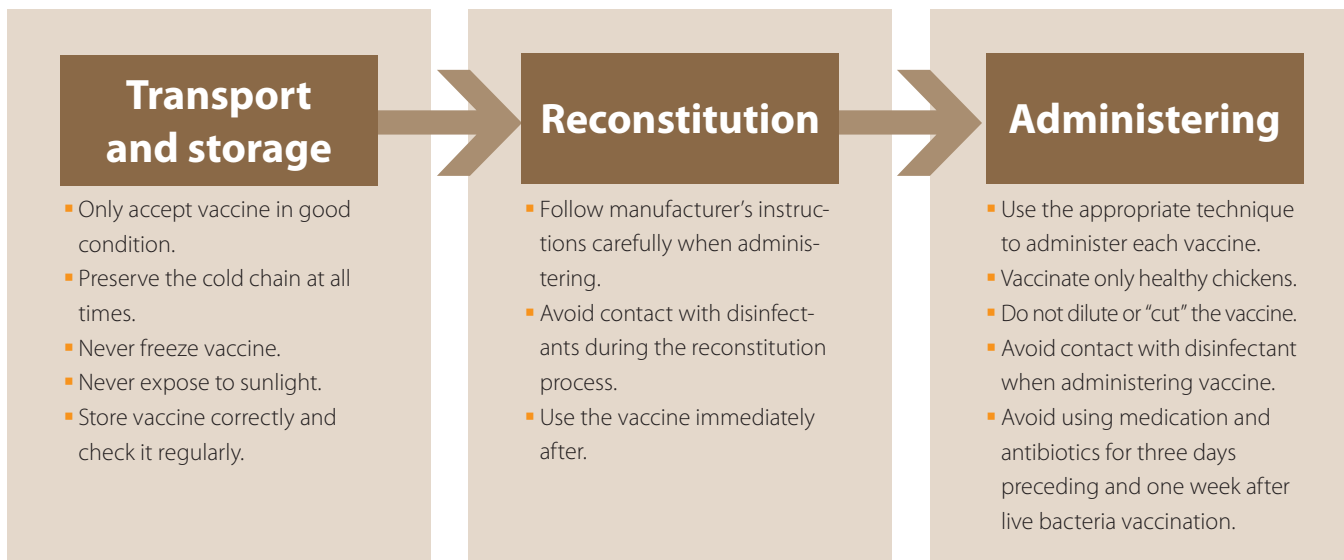 Transport
and storage
▪ Only accept vaccine in good
condition.
▪ Preserve the cold chain at all
times.
▪ Never freeze vaccine.
▪ Never expose to sunlight.
▪ Store vaccine correctly and
check it regularly.
Reconstitution
▪ Follow manufacturer’s instruc-
tions carefully when adminis-
tering.
▪ Avoid contact with disinfect-
ants during the reconstitution
process.
▪ Use the vaccine immediately
after.
Administering
▪ Use the appropriate technique
to administer each vaccine.
▪ Vaccinate only healthy chickens.
▪ Do not dilute or “cut” the vaccine.
▪ Avoid contact with disinfectant
when administering vaccine.
▪ Avoid using medication and
antibiotics for three days
preceding and one week after
live bacteria vaccination.